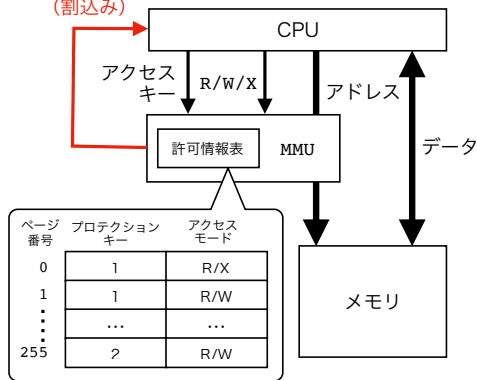 （割込み）
CPU
アクセス
キー
R/W/X
アドレス
データ
許可情報表
MMU
メモリ
ページ
番号
プロテクション
キー
アクセス
モード
0
1
R/X
1
1
R/W
⋮
…
…
255
2
R/W